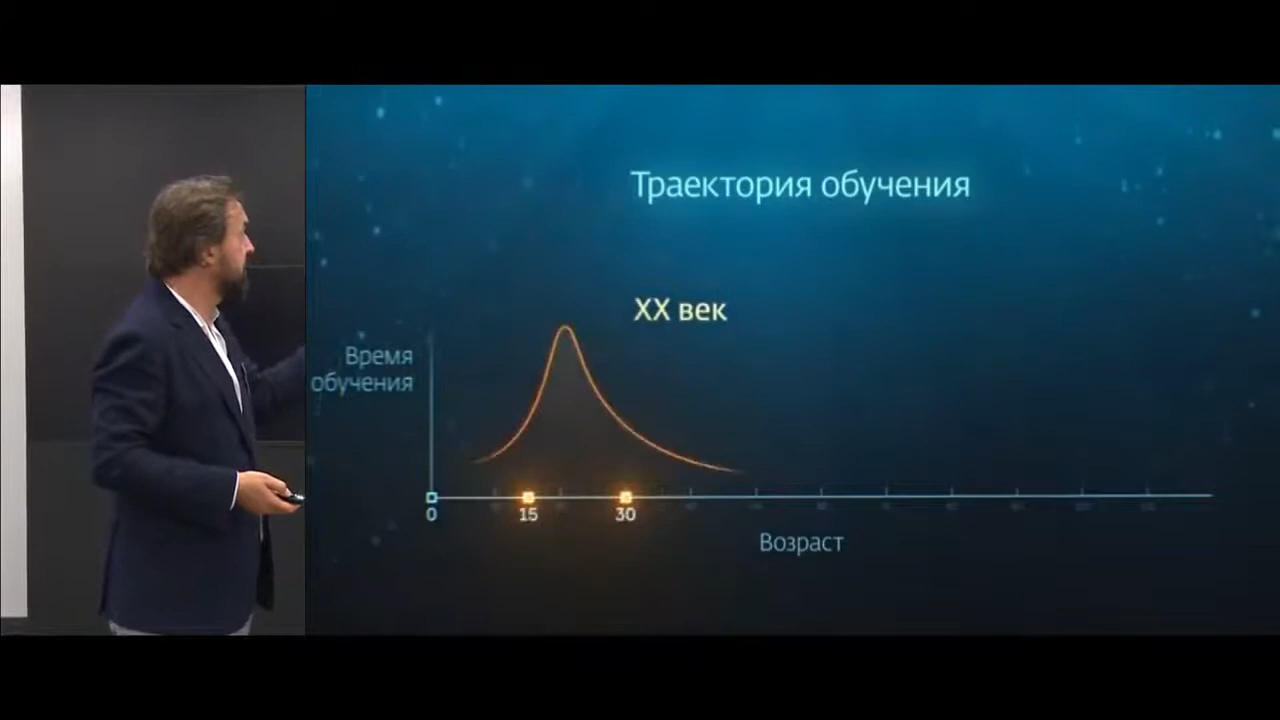 Траектория обучения
XX век
Время
обучения
0
15
30
Возраст